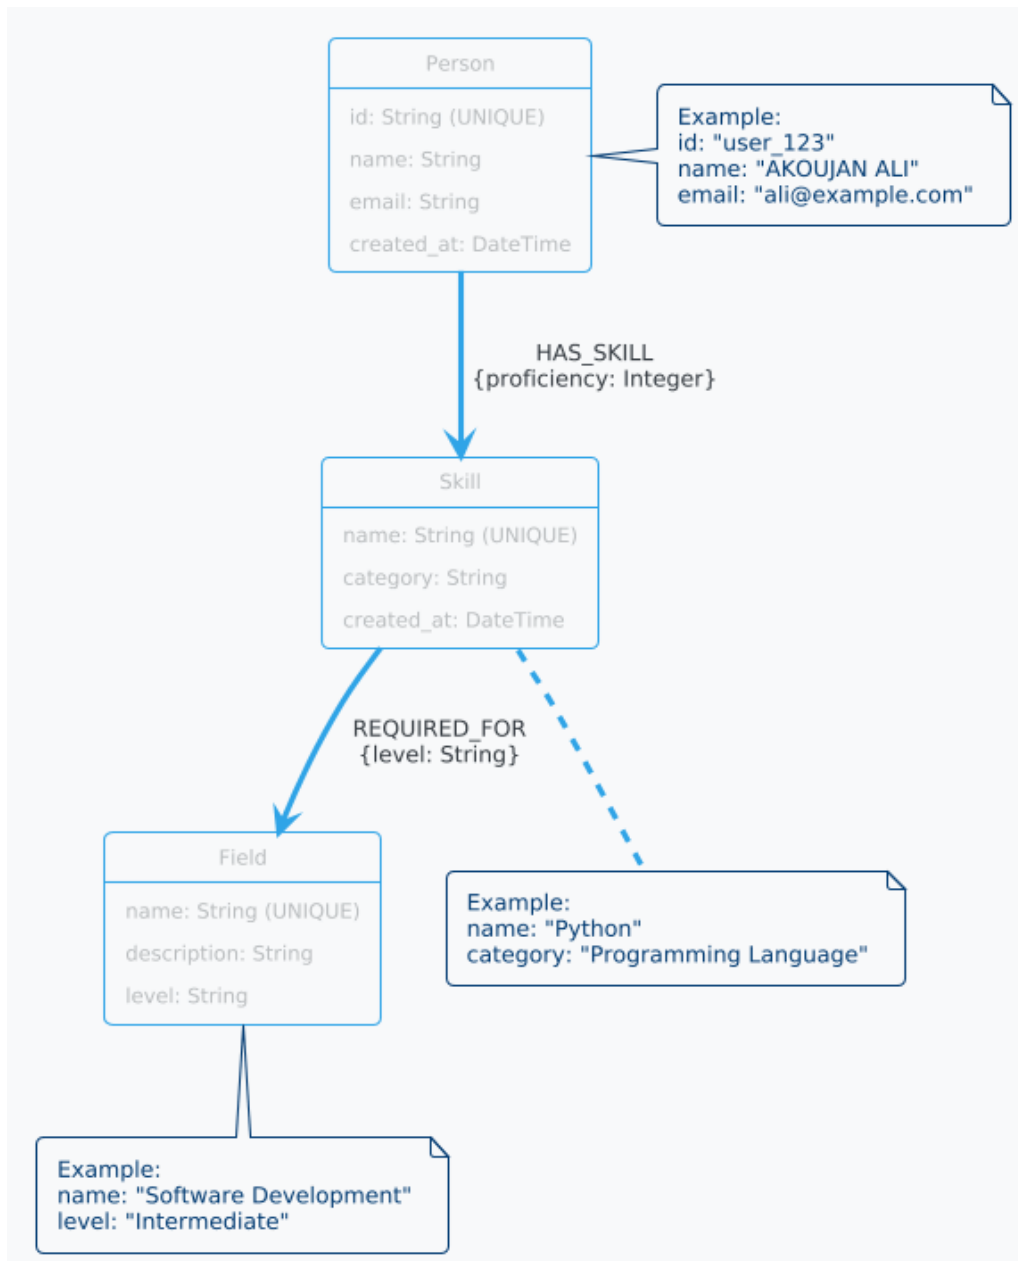 Person
id: String (UNIQUE)
name: String
email: String
created_at: DateTime
Example:
id: "user_123"
name: "AKOUJAN ALI"
email: "ali@example.com"
HAS_SKILL
{proficiency: Integer}
Skill
name: String (UNIQUE)
category: String
created_at: DateTime
REQUIRED_FOR
{level: String}
Field
name: String (UNIQUE)
description: String
level: String
Example:
name: "Python"
category: "Programming Language"
Example:
name: "Software Development"
level: "Intermediate"